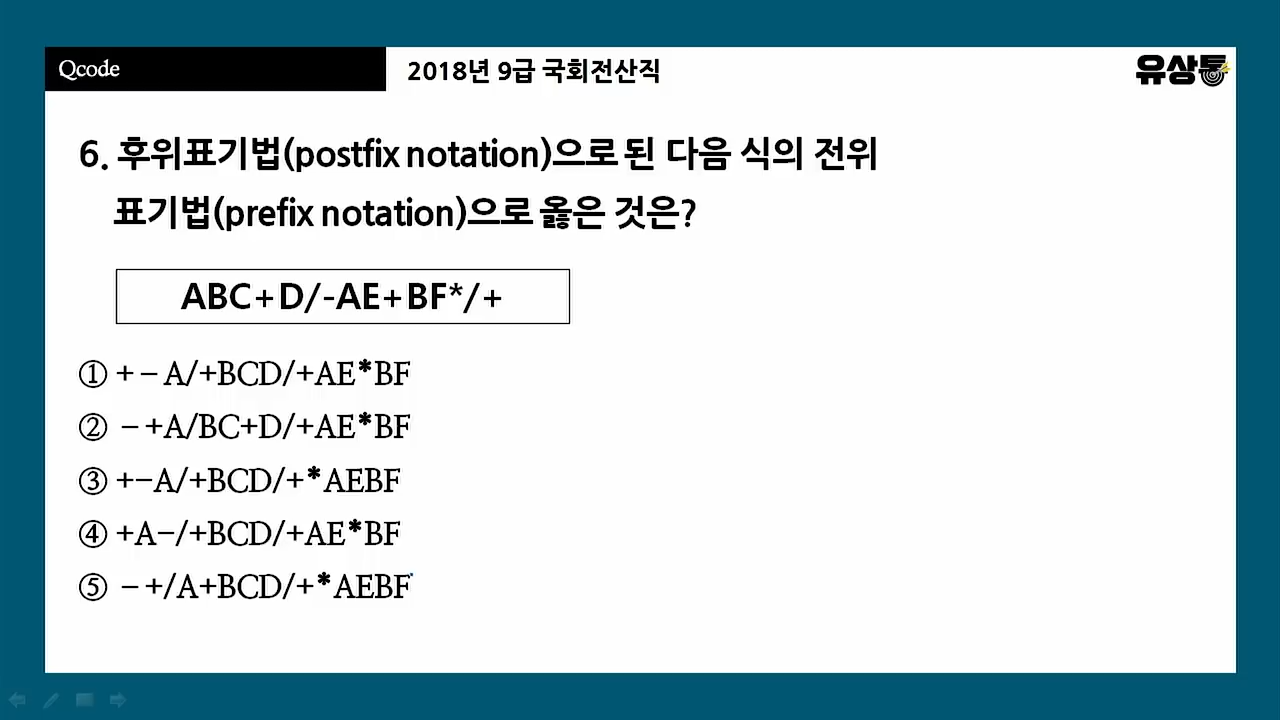 Qcode
2018년 9급 국회전산직
유상통
6. 후위표기법(postfix notation)으로 된 다음 식의 전위
표기법(prefix notation)으로 옳은 것은?
ABC+D/-AE+BF*/+
① +−A/+BCD/+AE*BF
② −+A/BC+D/+AE*BF
③ +−A/+BCD/+*AEBF
④ +A−/+BCD/+AE*BF
⑤ −+/A+BCD/+*AEBF